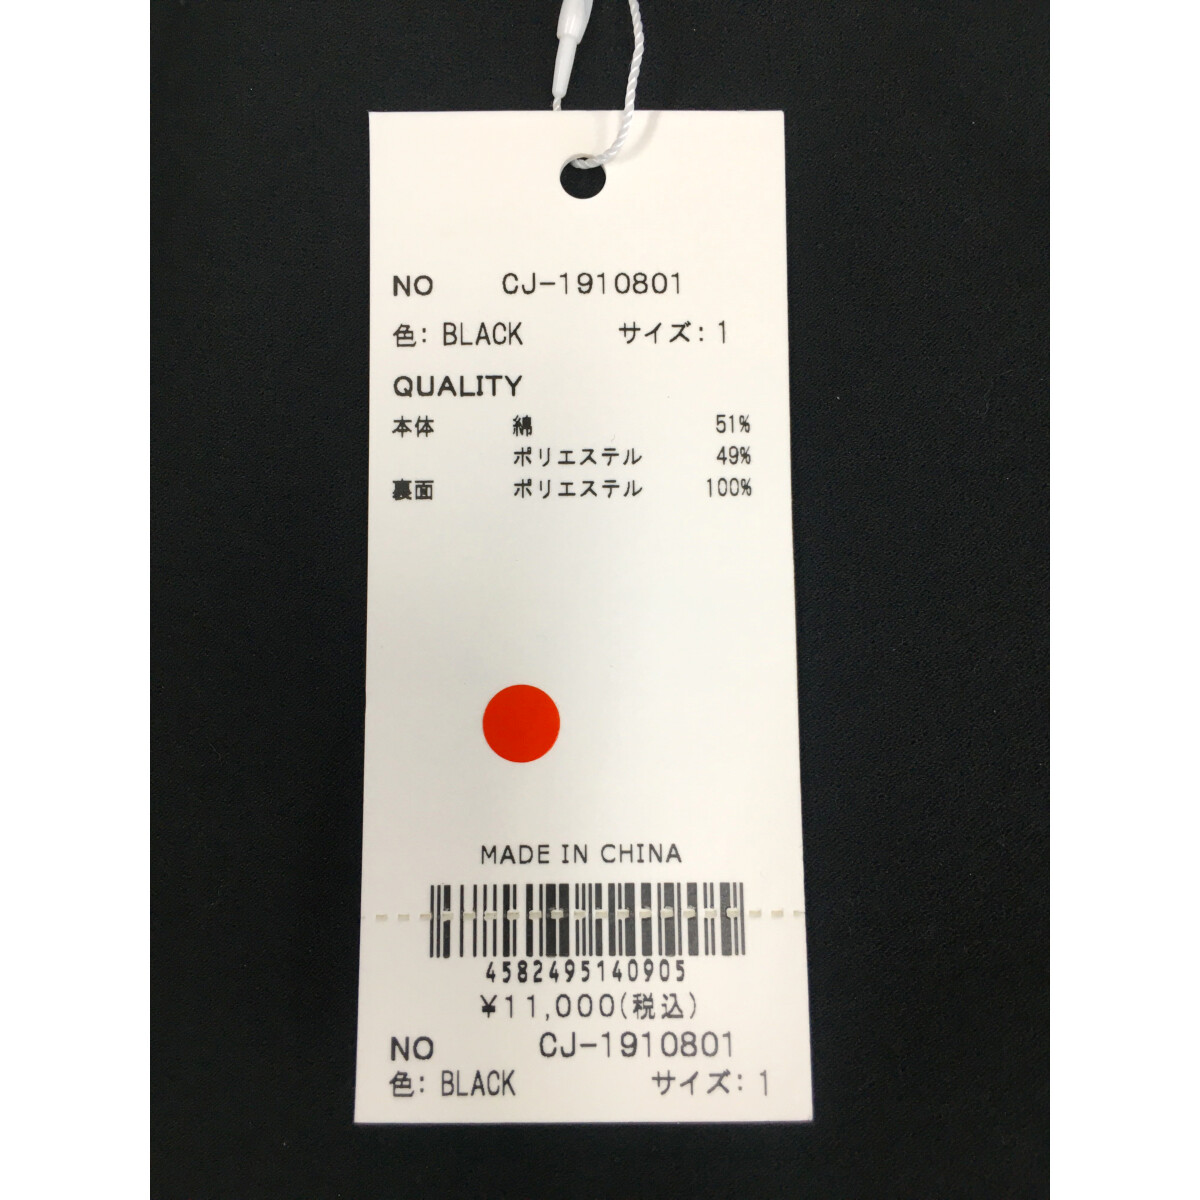 NO CJ-1910801
色: BLACK サイズ: 1
QUALITY
本体 綿 51%
ポリエステル 49%
裏面 ポリエステル 100%
MADE IN CHINA
4582495140905
¥11,000(税込)
NO CJ-1910801
色: BLACK サイズ: 1